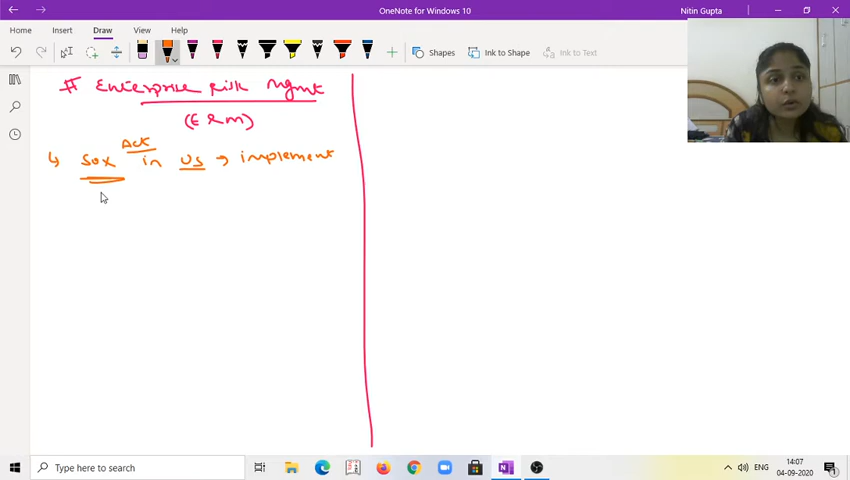 OneNote for Windows 10
Nitin Gupta
Home Insert Draw View Help
Shapes Ink to Shape Ink to Text
# Enterprise Risk Mgmt
(ERM)
↳ SOX Act in US → implement
Type here to search
ENG
14:07
04-09-2020
1